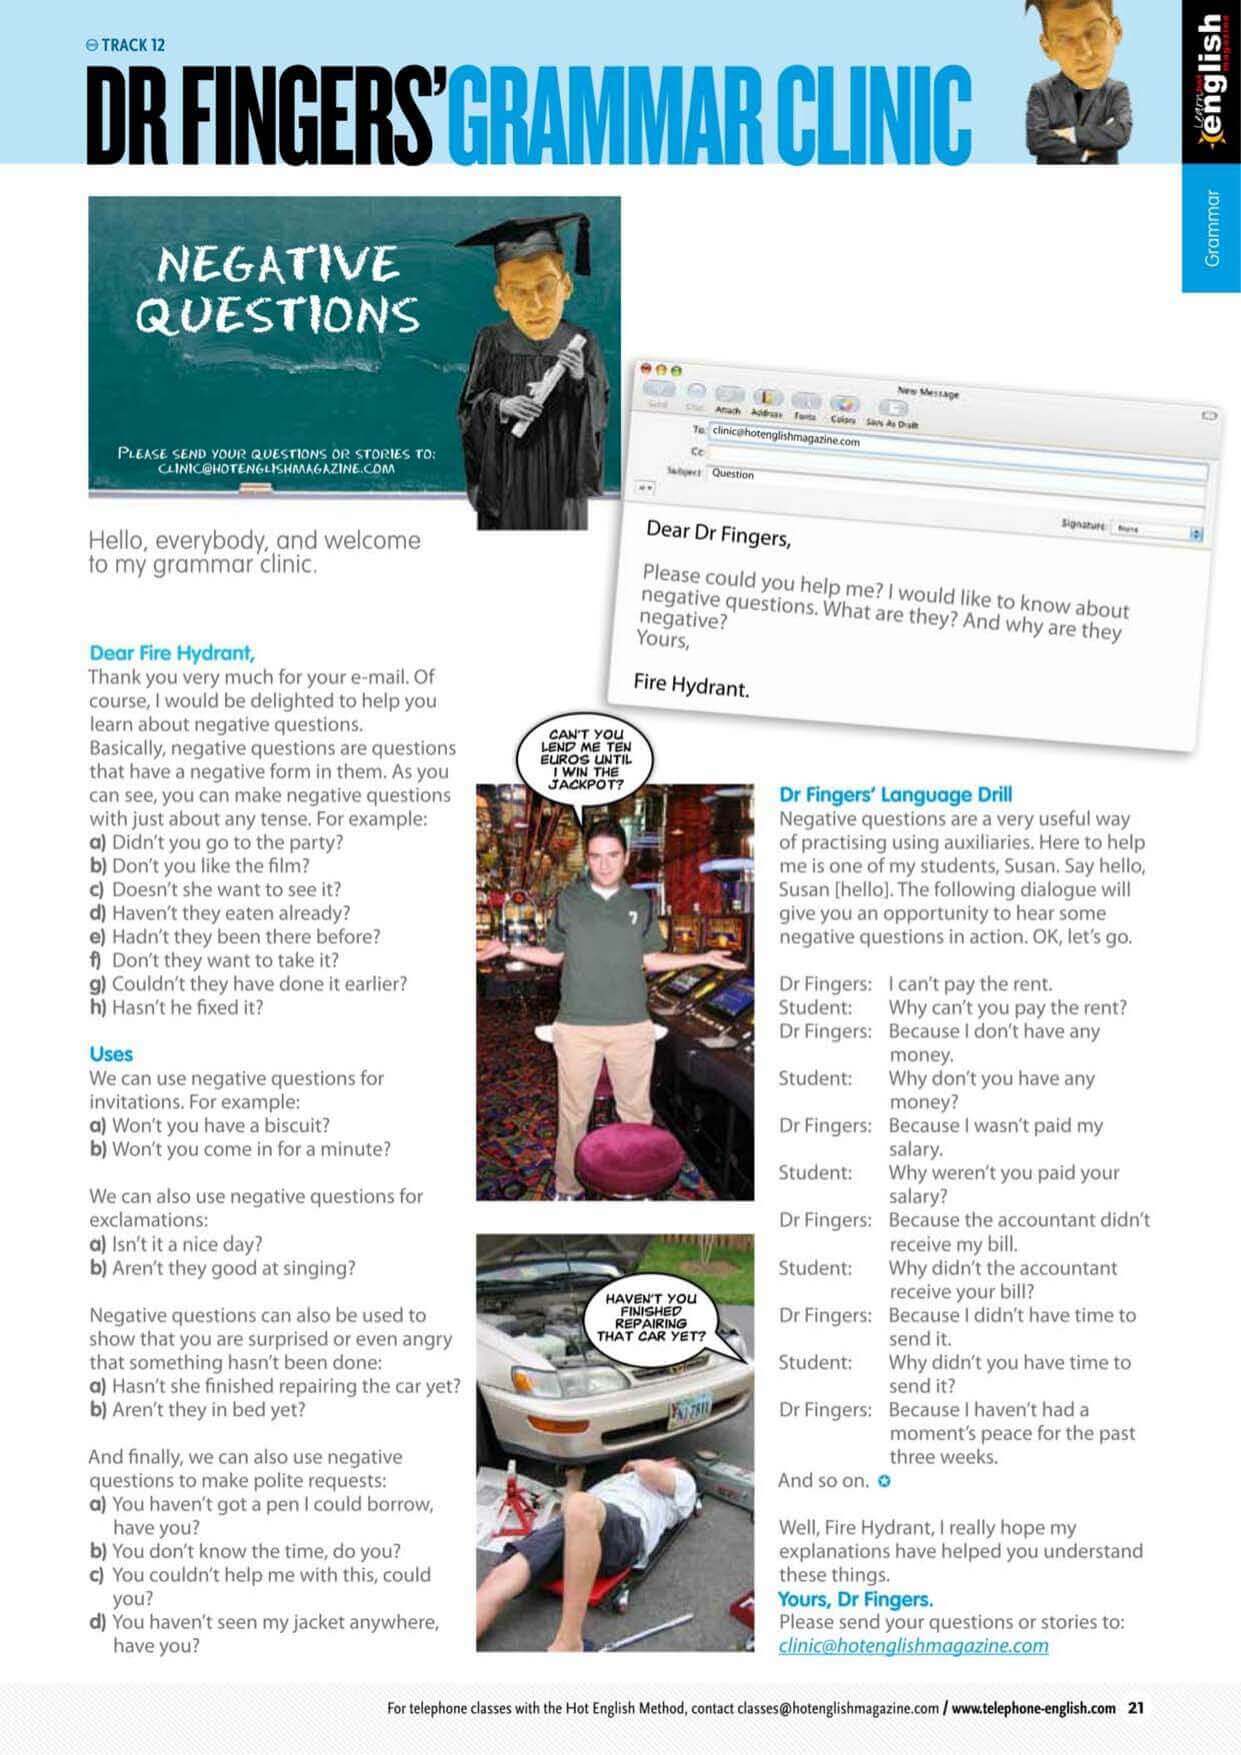 TRACK 12
DR FINGERS' GRAMMAR CLINIC
Learn hot
english
magazine
Grammar
NEGATIVE
QUESTIONS
PLEASE SEND YOUR QUESTIONS OR STORIES TO:
CLINIC@HOTENGLISHMAGAZINE.COM
New Message
Attach Address Fonts Colors Save As Draft
To: clinic@hotenglishmagazine.com
Cc:
Subject: Question
Signature: None
Dear Dr Fingers,
Please could you help me? I would like to know about
negative questions. What are they? And why are they
negative?
Yours,
Fire Hydrant.
Hello, everybody, and welcome
to my grammar clinic.
Dear Fire Hydrant,
Thank you very much for your e-mail. Of
course, I would be delighted to help you
learn about negative questions.
Basically, negative questions are questions
that have a negative form in them. As you
can see, you can make negative questions
with just about any tense. For example:
a) Didn't you go to the party?
b) Don't you like the film?
c) Doesn't she want to see it?
d) Haven't they eaten already?
e) Hadn't they been there before?
f) Don't they want to take it?
g) Couldn't they have done it earlier?
h) Hasn't he fixed it?
Uses
We can use negative questions for
invitations. For example:
a) Won't you have a biscuit?
b) Won't you come in for a minute?
We can also use negative questions for
exclamations:
a) Isn't it a nice day?
b) Aren't they good at singing?
Negative questions can also be used to
show that you are surprised or even angry
that something hasn't been done:
a) Hasn't she finished repairing the car yet?
b) Aren't they in bed yet?
And finally, we can also use negative
questions to make polite requests:
a) You haven't got a pen I could borrow,
have you?
b) You don't know the time, do you?
c) You couldn't help me with this, could
you?
d) You haven't seen my jacket anywhere,
have you?
CAN'T YOU
LEND ME TEN
EUROS UNTIL
I WIN THE
JACKPOT?
HAVEN'T YOU
FINISHED
REPAIRING
THAT CAR YET?
Dr Fingers' Language Drill
Negative questions are a very useful way
of practising using auxiliaries. Here to help
me is one of my students, Susan. Say hello,
Susan [hello]. The following dialogue will
give you an opportunity to hear some
negative questions in action. OK, let's go.
Dr Fingers: I can't pay the rent.
Student: Why can't you pay the rent?
Dr Fingers: Because I don't have any
money.
Student: Why don't you have any
money?
Dr Fingers: Because I wasn't paid my
salary.
Student: Why weren't you paid your
salary?
Dr Fingers: Because the accountant didn't
receive my bill.
Student: Why didn't the accountant
receive your bill?
Dr Fingers: Because I didn't have time to
send it.
Student: Why didn't you have time to
send it?
Dr Fingers: Because I haven't had a
moment's peace for the past
three weeks.
And so on.
Well, Fire Hydrant, I really hope my
explanations have helped you understand
these things.
Yours, Dr Fingers.
Please send your questions or stories to:
clinic@hotenglishmagazine.com
For telephone classes with the Hot English Method, contact classes@hotenglishmagazine.com / www.telephone-english.com 21